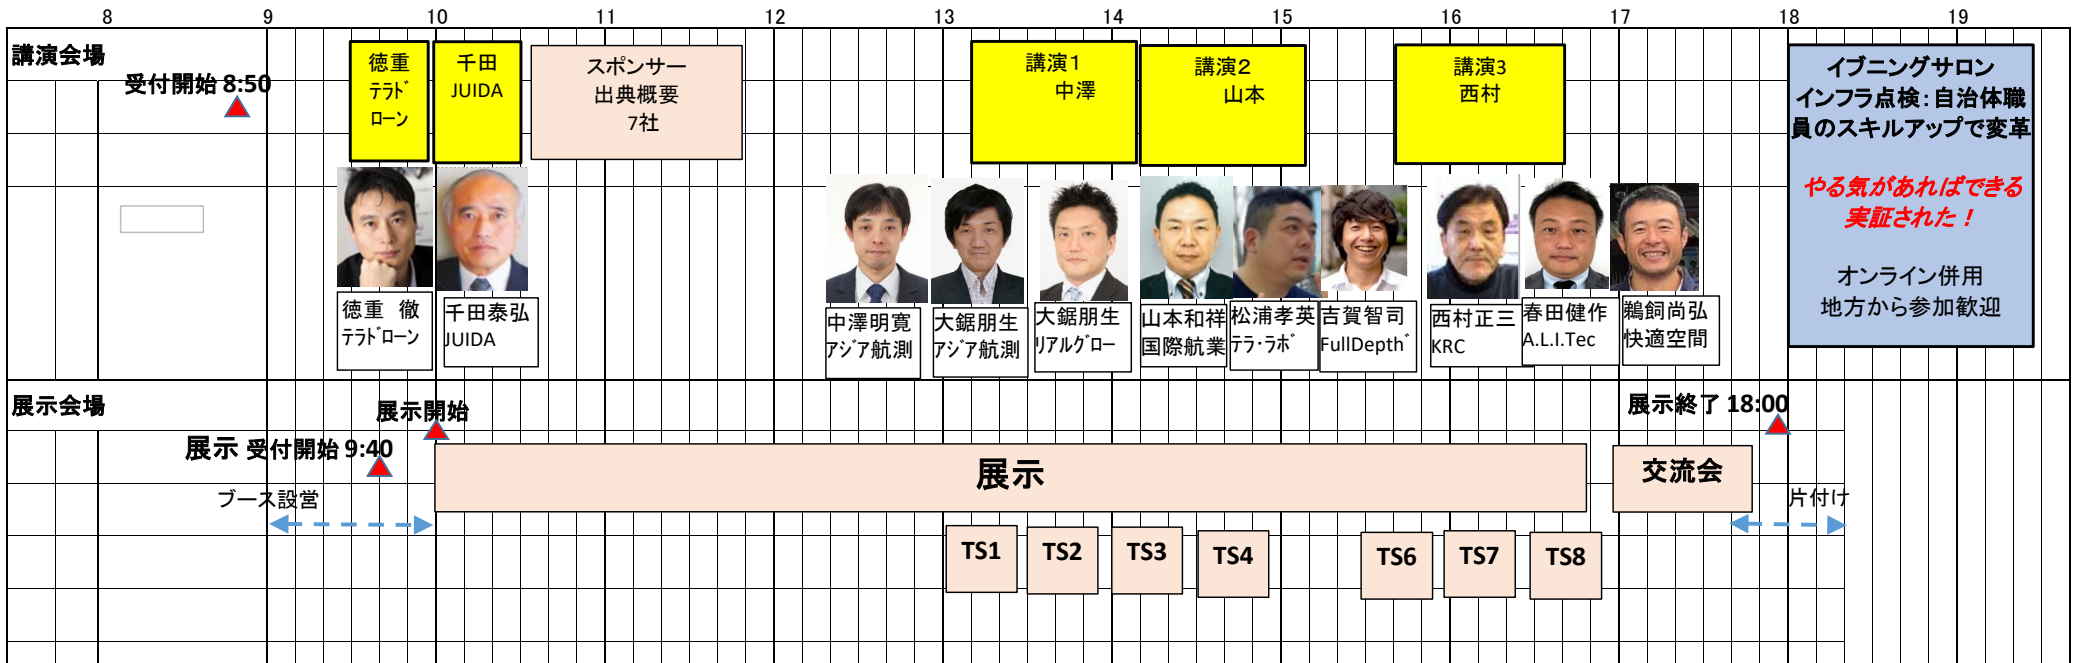 8 9 10 11 12 13 14 15 16 17 18 19
講演会場
受付開始 8:50
徳重
テラド
ローン
千田
JUIDA
スポンサー
出典概要
7社
講演1
中澤
講演2
山本
講演3
西村
イブニングサロン
インフラ点検：自治体職
員のスキルアップで変革
やる気があればできる
実証された！
オンライン併用
地方から参加歓迎
徳重 徹
テラドローン
千田泰弘
JUIDA
中澤明寛
アジア航測
大鋸朋生
アジア航測
大鋸朋生
リアルグロー
山本和祥
国際航業
松浦孝英
テラ・ラボ
吉賀智司
FullDepth
西村正三
KRC
春田健作
A.L.I.Tec
鵜飼尚弘
快適空間
展示会場
展示開始
展示終了 18:00
展示 受付開始 9:40
展示
交流会
ブース設営
片付け
TS1
TS2
TS3
TS4
TS6
TS7
TS8